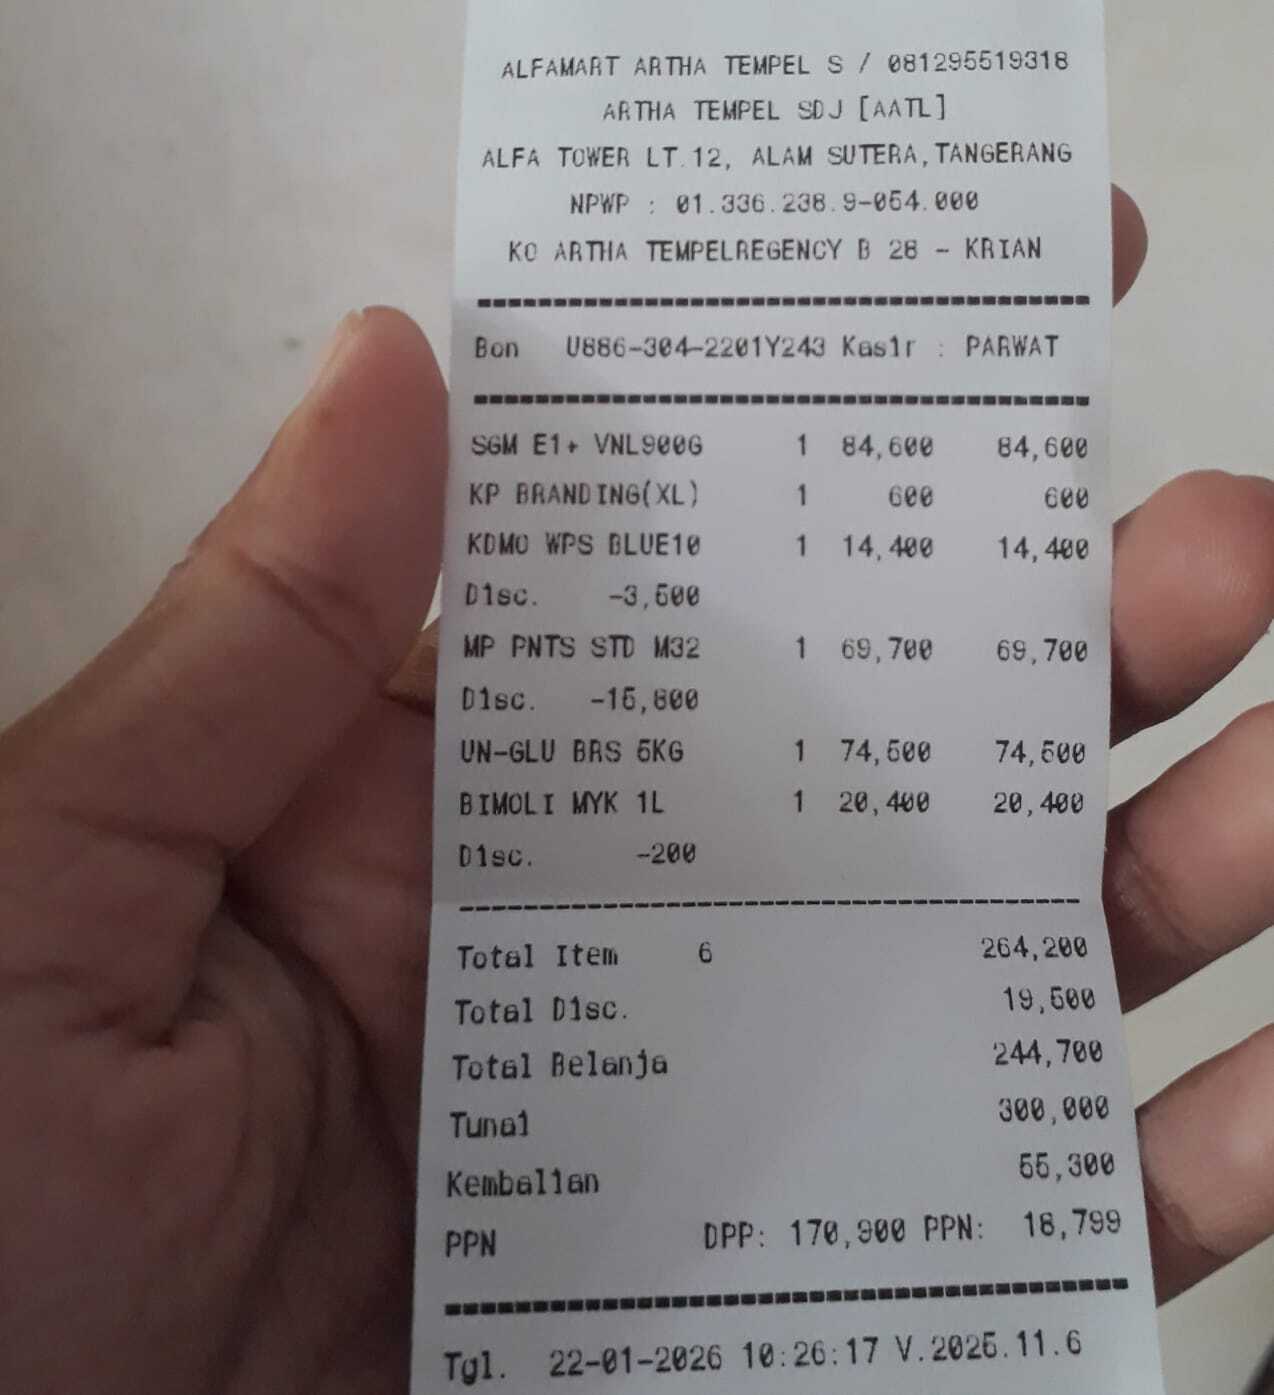 ALFAMART ARTHA TEMPEL S / 081295519318
ARTHA TEMPEL SDJ [AATL]
ALFA TOWER LT.12, ALAM SUTERA,TANGERANG
NPWP : 01.336.238.9-054.000
KO ARTHA TEMPELREGENCY B 28 - KRIAN
Bon U886-304-2201Y243 Kasir : PARWAT
SGM E1+ VNL900G 1 84,600 84,600
KP BRANDING(XL) 1 600 600
KDMO WPS BLUE10 1 14,400 14,400
Disc. -3,500
MP PNTS STD M32 1 69,700 69,700
Disc. -15,800
UN-GLU BRS 5KG 1 74,500 74,500
BIMOLI MYK 1L 1 20,400 20,400
Disc. -200
Total Item 6 264,200
Total Disc. 19,500
Total Belanja 244,700
Tunai 300,000
Kembalian 55,300
PPN DPP: 170,900 PPN: 18,799
Tgl. 22-01-2026 10:26:17 V.2025.11.6